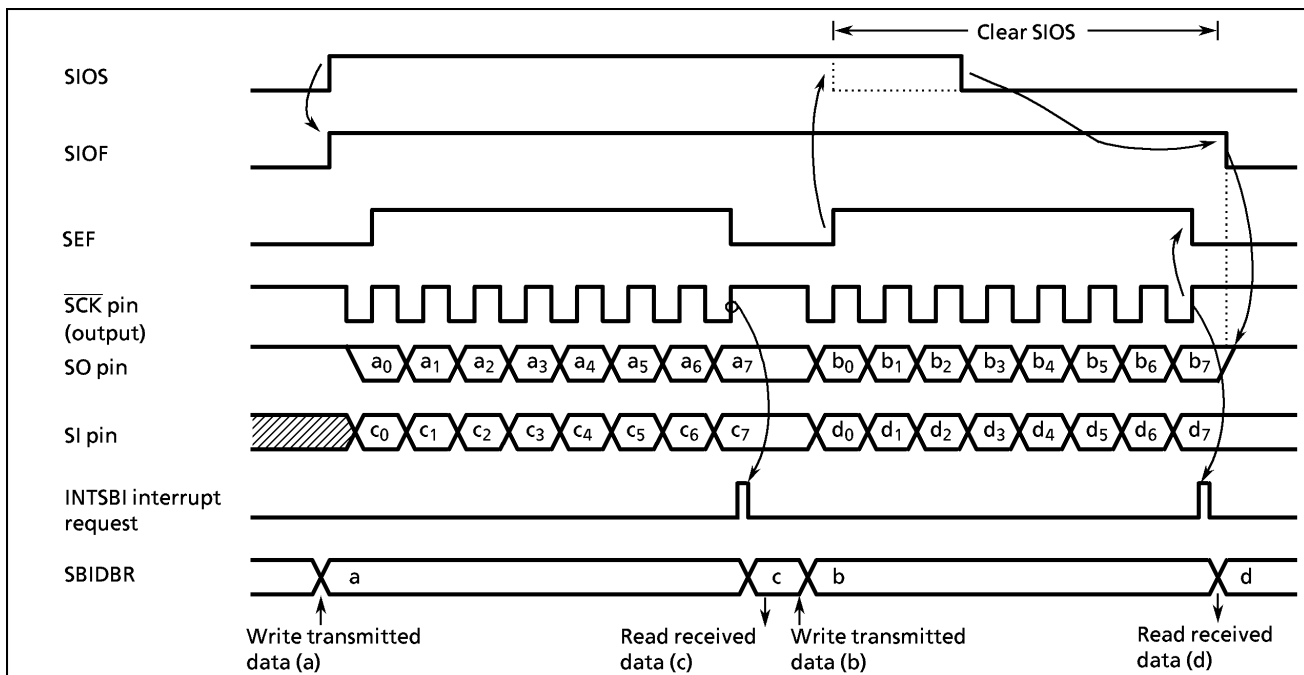 Clear SIOS
SIOS
SIOF
SEF
SCK pin
(output)
SO pin
a0 a1 a2 a3 a4 a5 a6 a7 b0 b1 b2 b3 b4 b5 b6 b7
SI pin
c0 c1 c2 c3 c4 c5 c6 c7 d0 d1 d2 d3 d4 d5 d6 d7
INTSBI interrupt
request
SBIDBR
a c b d
Write transmitted
data (a)
Read received
data (c)
Write transmitted
data (b)
Read received
data (d)